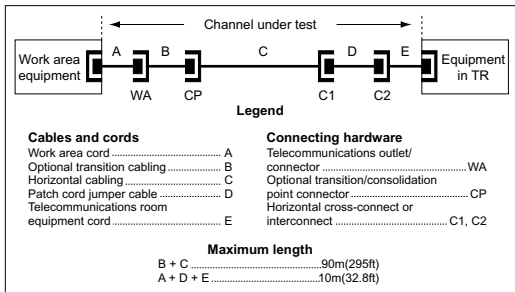 Channel under test
Work area
equipment
A B C D E
Equipment
in TR
WA CP C1 C2
Legend
Cables and cords
Work area cord ................................. A
Optional transition cabling ................. B
Horizontal cabling ............................. C
Patch cord jumper cable ................... D
Telecommunications room
equipment cord ................................. E
Connecting hardware
Telecommunications outlet/
connector ............................................. WA
Optional transition/consolidation
point connector ..................................... CP
Horizontal cross-connect or
interconnect ................................... C1, C2
Maximum length
B + C ........................................90m(295ft)
A + D + E ..................................10m(32.8ft)